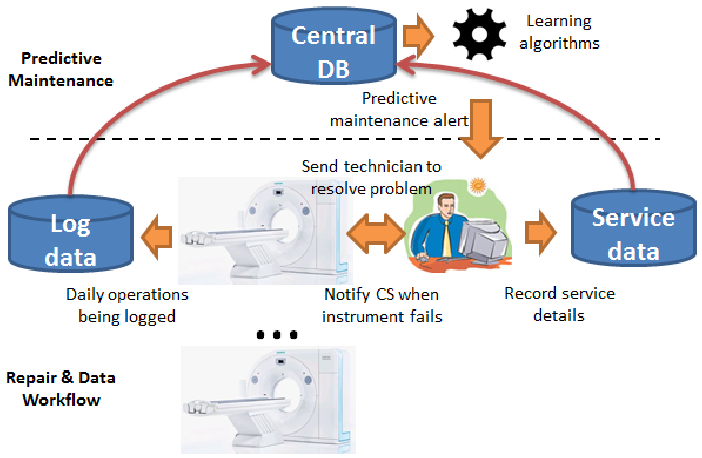 Central
DB
Learning
algorithms
Predictive
Maintenance
Predictive
maintenance alert
Send technician to
resolve problem
Log
data
Service
data
Daily operations
being logged
Notify CS when
instrument fails
Record service
details
...
Repair & Data
Workflow